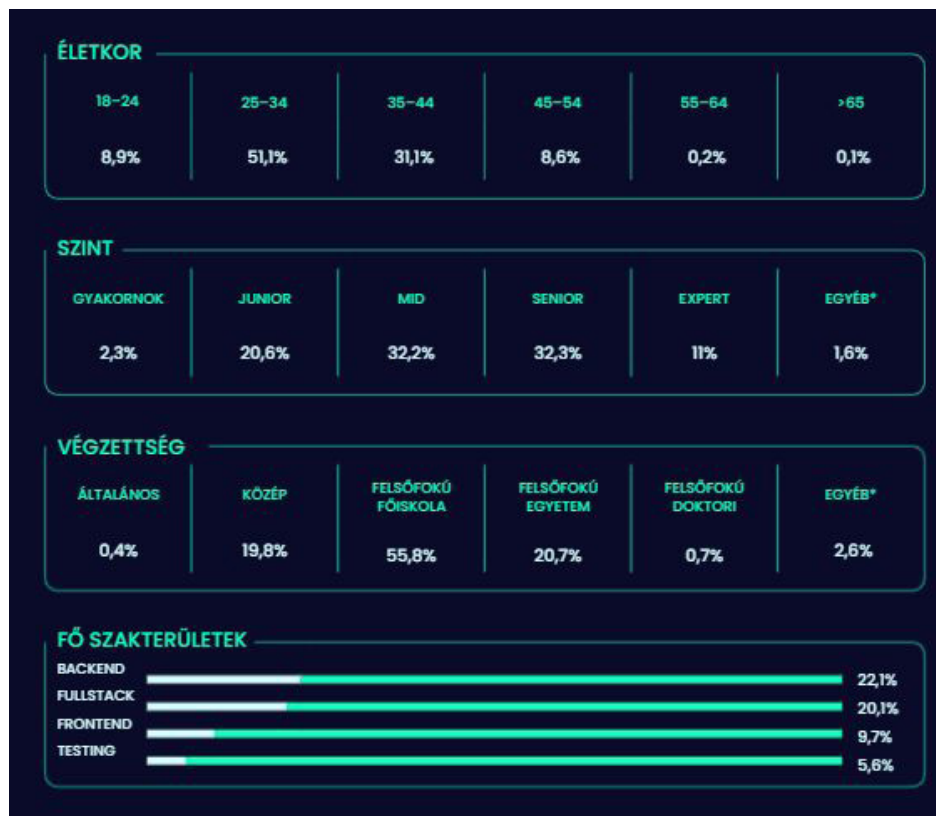 ÉLETKOR
18–24 25–34 35–44 45–54 55–64 >65
8,9% 51,1% 31,1% 8,6% 0,2% 0,1%
SZINT
GYAKORNOK JUNIOR MID SENIOR EXPERT EGYÉB*
2,3% 20,6% 32,2% 32,3% 11% 1,6%
VÉGZETTSÉG
ÁLTALÁNOS KÖZÉP FELSŐFOKÚ FŐISKOLA FELSŐFOKÚ EGYETEM FELSŐFOKÚ DOKTORI EGYÉB*
0,4% 19,8% 55,8% 20,7% 0,7% 2,6%
FŐ SZAKTERÜLETEK
BACKEND 22,1%
FULLSTACK 20,1%
FRONTEND 9,7%
TESTING 5,6%